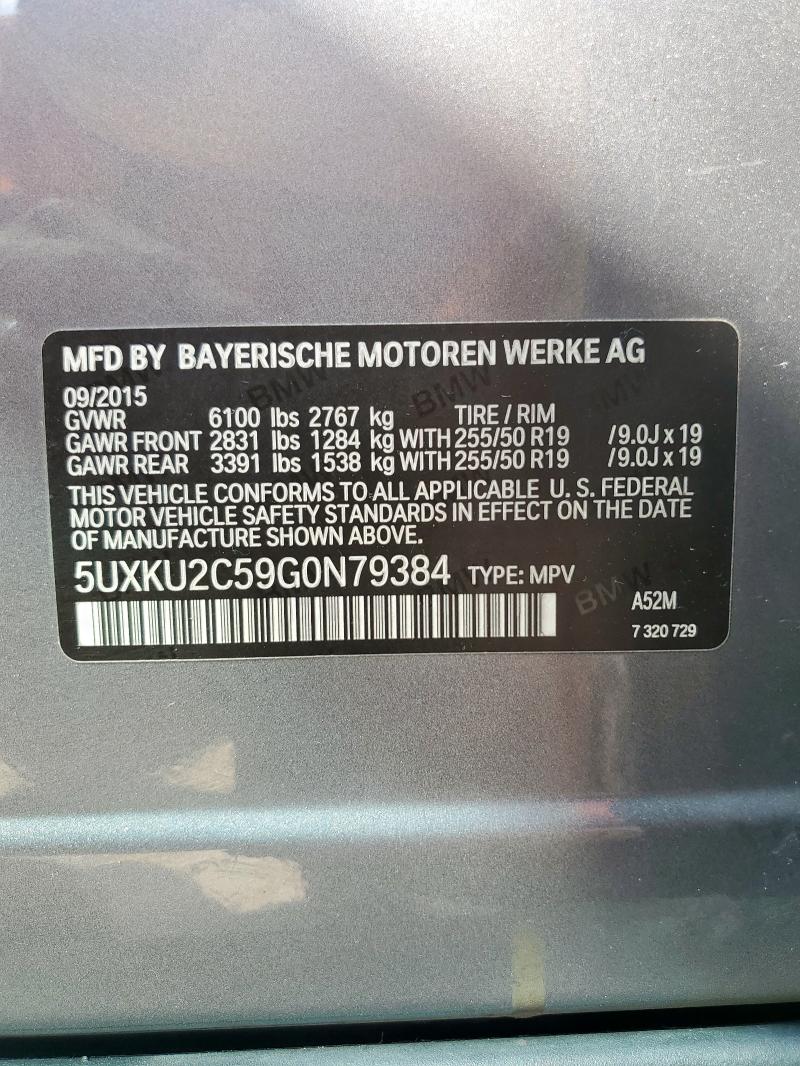 MFD BY BAYERISCHE MOTOREN WERKE AG
09/2015
GVWR 6100 lbs 2767 kg TIRE / RIM
GAWR FRONT 2831 lbs 1284 kg WITH 255/50 R19 /9.0J x 19
GAWR REAR 3391 lbs 1538 kg WITH 255/50 R19 /9.0J x 19
THIS VEHICLE CONFORMS TO ALL APPLICABLE U. S. FEDERAL
MOTOR VEHICLE SAFETY STANDARDS IN EFFECT ON THE DATE
OF MANUFACTURE SHOWN ABOVE.
5UXKU2C59G0N79384 TYPE: MPV
A52M
7 320 729
BMW
BMW
BMW